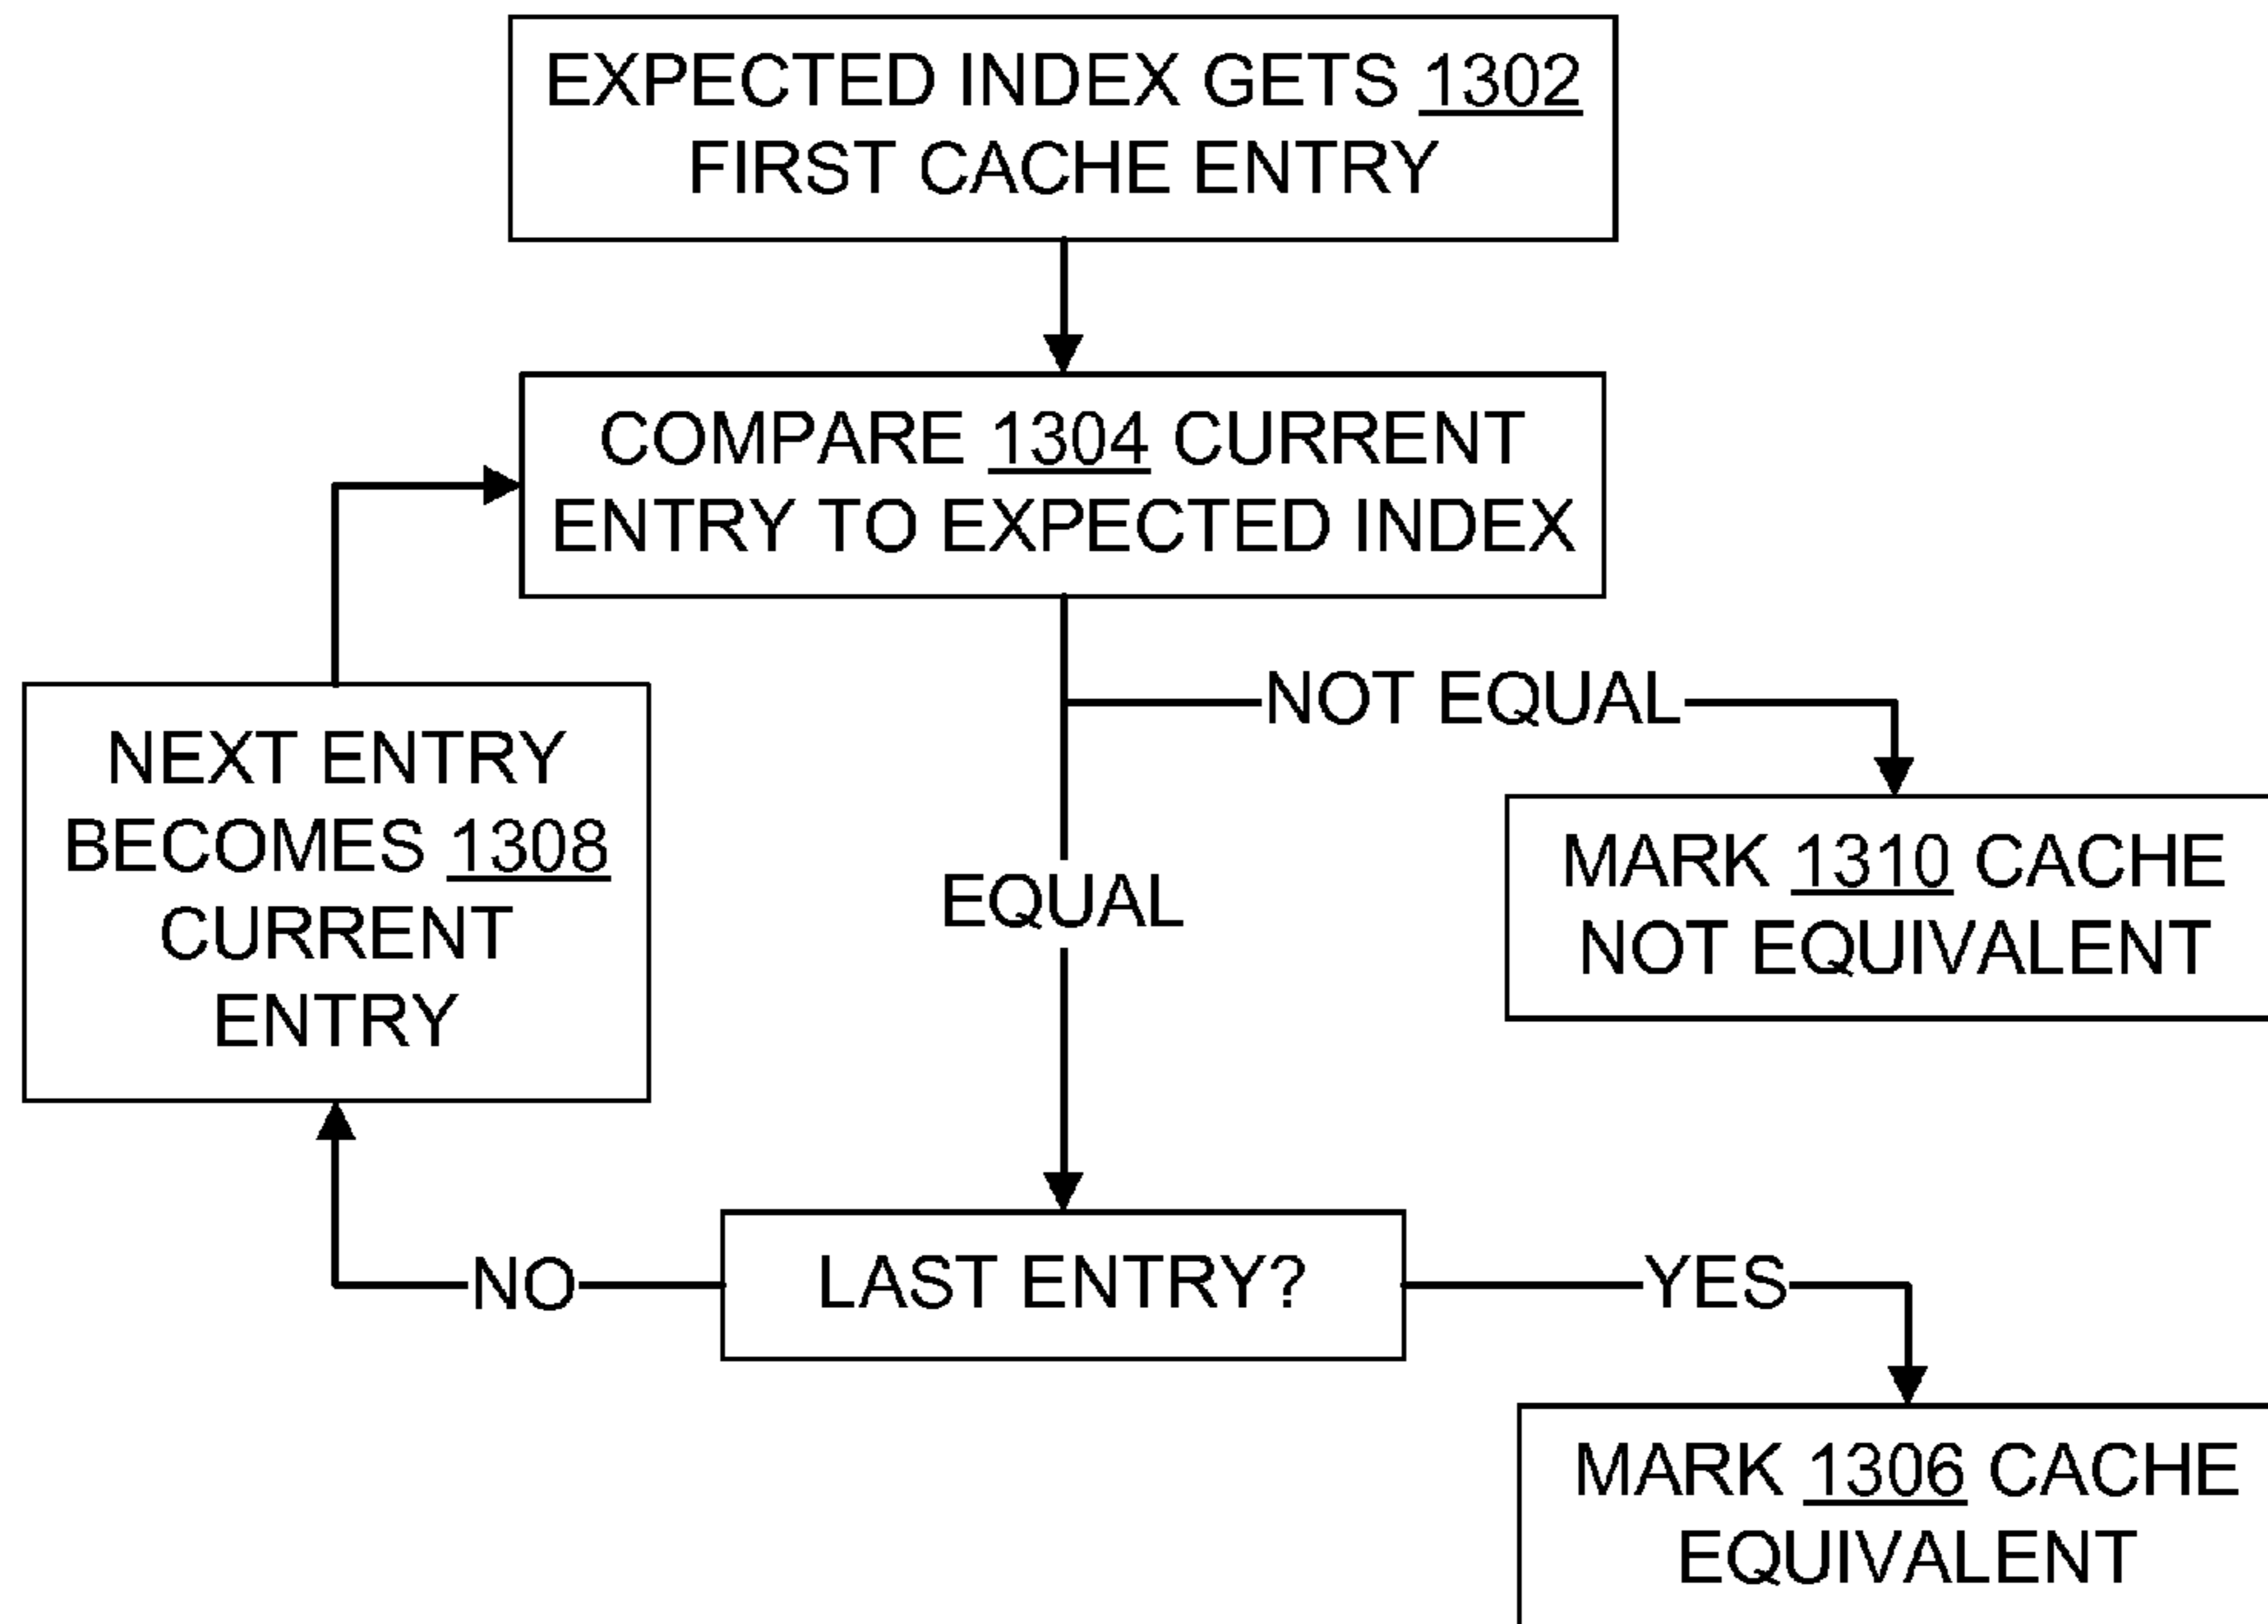 EXPECTED INDEX GETS 1302
FIRST CACHE ENTRY
COMPARE 1304 CURRENT
ENTRY TO EXPECTED INDEX
NOT EQUAL
NEXT ENTRY
BECOMES 1308
CURRENT
ENTRY
MARK 1310 CACHE
NOT EQUIVALENT
EQUAL
LAST ENTRY?
NO
YES
MARK 1306 CACHE
EQUIVALENT